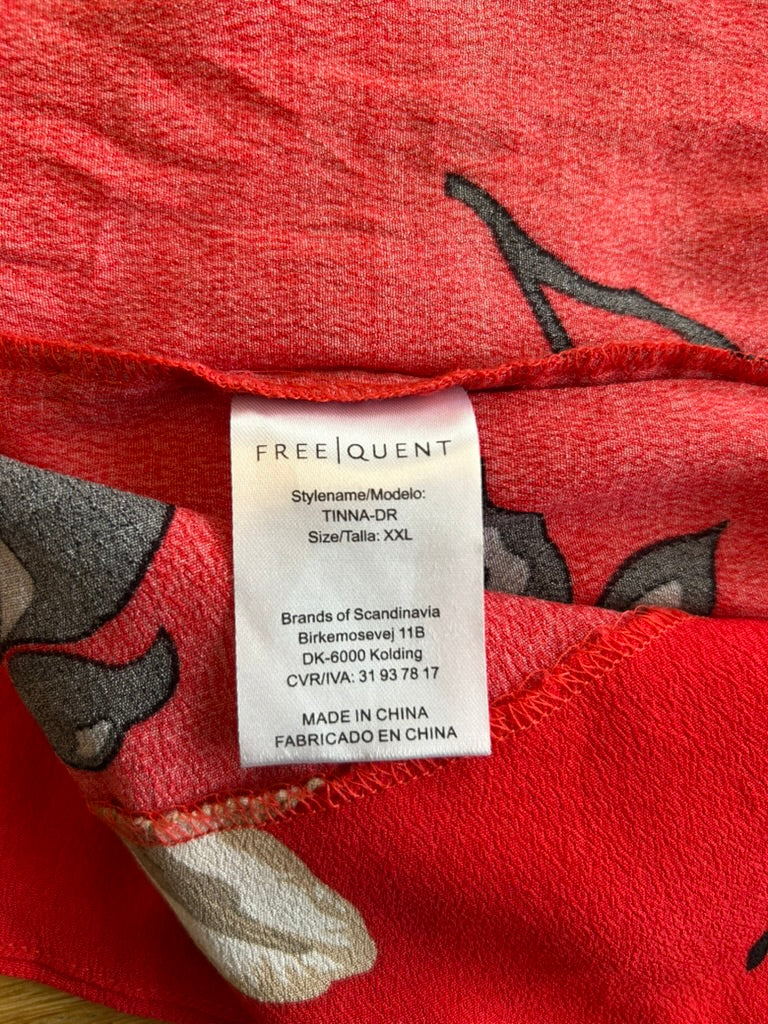 FREE|QUENT
Stylename/Modelo:
TINNA-DR
Size/Talla: XXL
Brands of Scandinavia
Birkemosevej 11B
DK-6000 Kolding
CVR/IVA: 31 93 78 17
MADE IN CHINA
FABRICADO EN CHINA